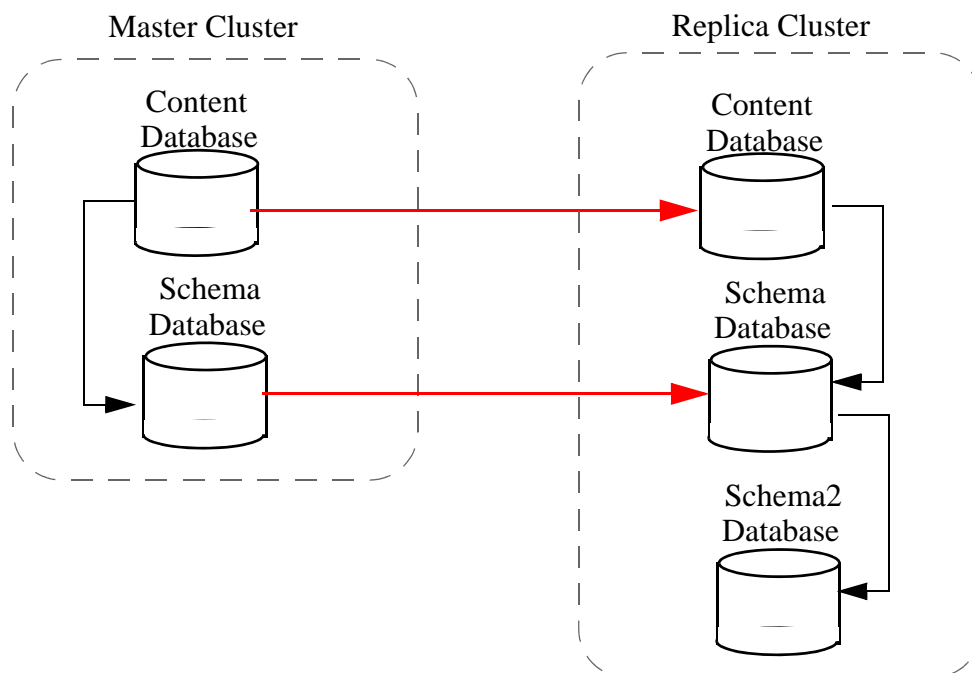 Master Cluster
Content
Database
Schema
Database
Replica Cluster
Content
Database
Schema
Database
Schema2
Database